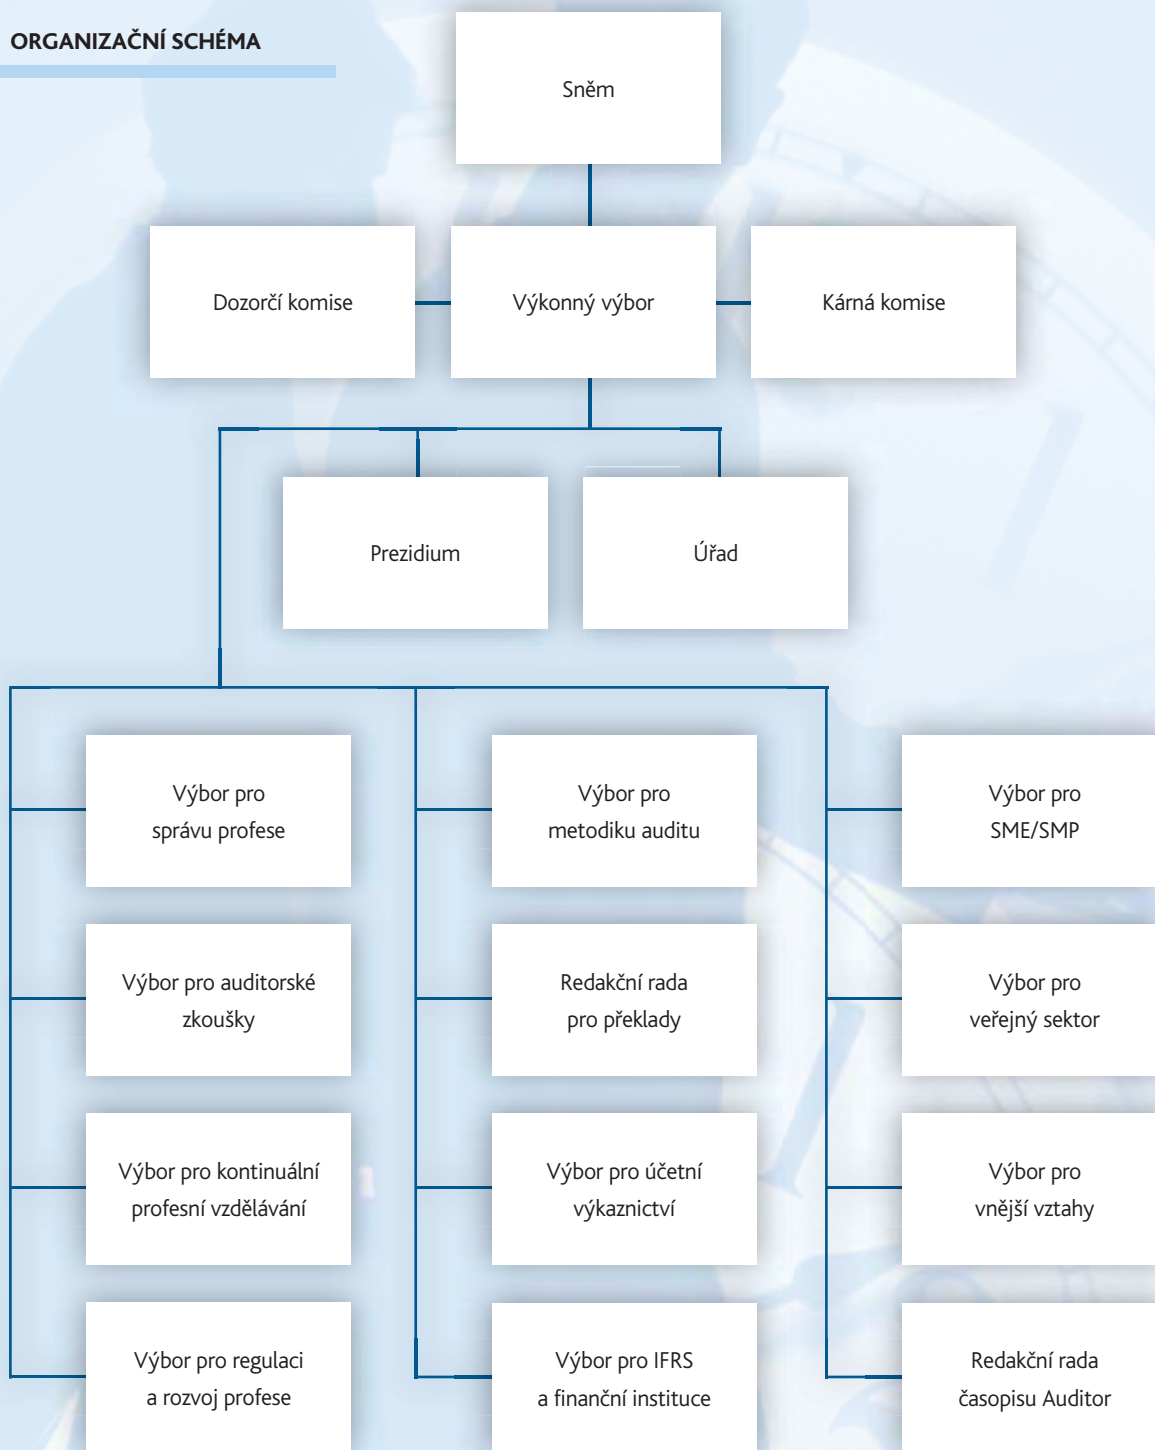 ORGANIZAČNÍ SCHÉMA
Sněm
Dozorčí komise
Výkonný výbor
Kárná komise
Prezidium
Úřad
Výbor pro
správu profese
Výbor pro
metodiku auditu
Výbor pro
SME/SMP
Výbor pro auditorské
zkoušky
Redakční rada
pro překlady
Výbor pro
veřejný sektor
Výbor pro kontinuální
profesní vzdělávání
Výbor pro účetní
výkaznictví
Výbor pro
vnější vztahy
Výbor pro regulaci
a rozvoj profese
Výbor pro IFRS
a finanční instituce
Redakční rada
časopisu Auditor